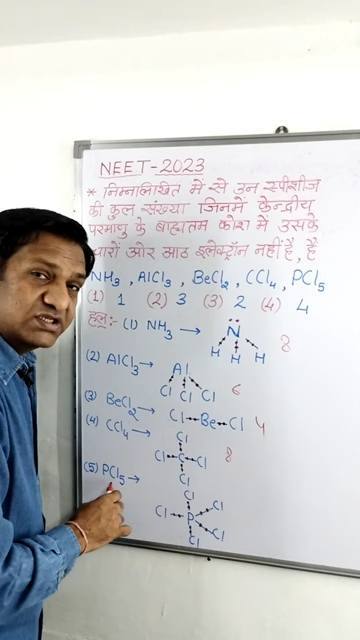 NEET-2023
* निम्नलिखित में से उन स्पीशीज
की कुल संख्या जिनमें केन्द्रीय
परमाणु के बाह्यतम कोश में उसके
चारों ओर आठ इलेक्ट्रॉन नहीं हैं, है
NH3, AlCl3, BeCl2, CCl4, PCl5
(1) 1 (2) 3 (3) 2 (4) 4
हल:- (1) NH3 →
N
H H H
8
(2) AlCl3 →
Al
Cl Cl Cl
6
(3) BeCl2 →
Cl Be Cl
4
(4) CCl4 →
Cl
Cl C Cl
Cl
8
(5) PCl5 →
Cl
Cl P Cl
Cl
Cl